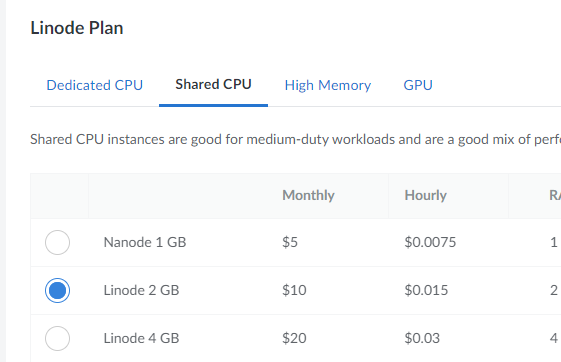 Linode Plan
Dedicated CPU Shared CPU High Memory GPU
Shared CPU instances are good for medium-duty workloads and are a good mix of
Monthly Hourly
Nanode 1 GB $5 $0.0075 1
Linode 2 GB $10 $0.015 2
Linode 4 GB $20 $0.03 4